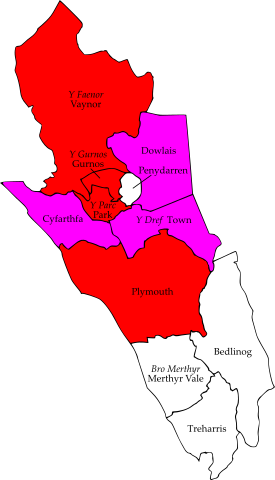 Y Faenor
Vaynor
Dowlais
Y Gurnos
Gurnos
Penydarren
Y Parc
Park
Cyfarthfa
Y Dref Town
Plymouth
Bedlinog
Bro Merthyr
Merthyr Vale
Treharris